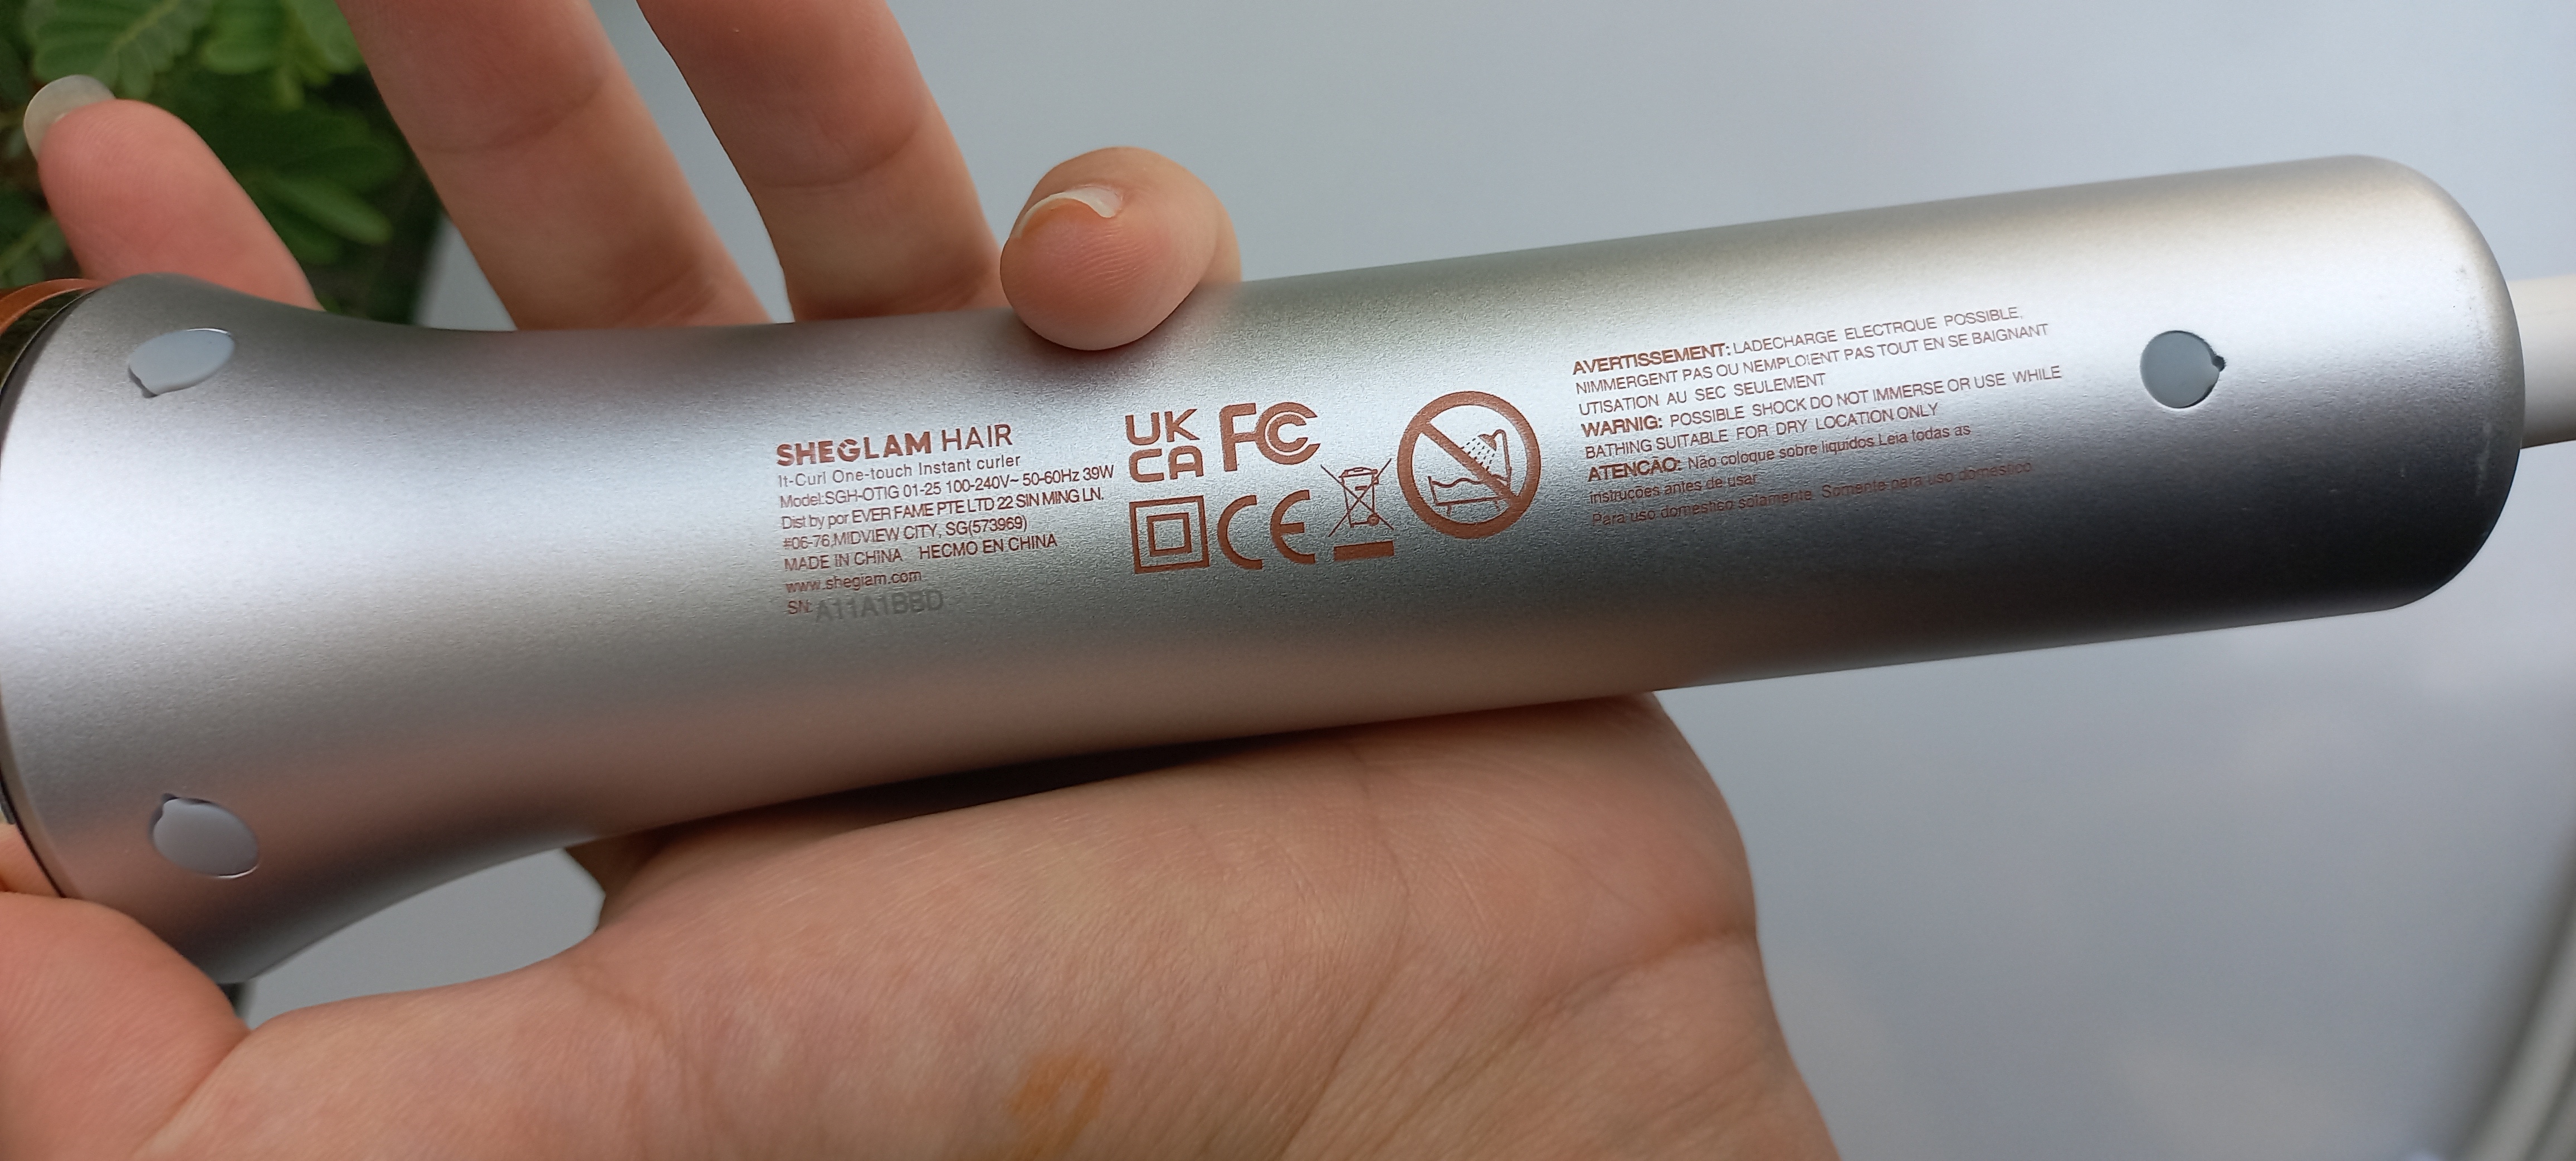 SHEGLAM HAIR
It-Curl One-touch Instant curler
Model:SGH-OTIG 01-25 100-240V~ 50-60Hz 39W
Dist by por EVER FAME PTE LTD 22 SIN MING LN.
#06-76,MIDVIEW CITY, SG(573969)
MADE IN CHINA HECMO EN CHINA
www.sheglam.com
SN: A11A1BBD
UK
CA
FC
CE
AVERTISSEMENT: LADECHARGE ELECTRQUE POSSIBLE,
NIMMERGENT PAS OU NEMPLOIENT PAS TOUT EN SE BAIGNANT
UTISATION AU SEC SEULEMENT
WARNIG: POSSIBLE SHOCK DO NOT IMMERSE OR USE WHILE
BATHING SUITABLE FOR DRY LOCATION ONLY
ATENCÃO: Não coloque sobre liquidos.Leia todas as
instrucões antes de usar
Para uso domestico solamente. Somente para uso doméstico